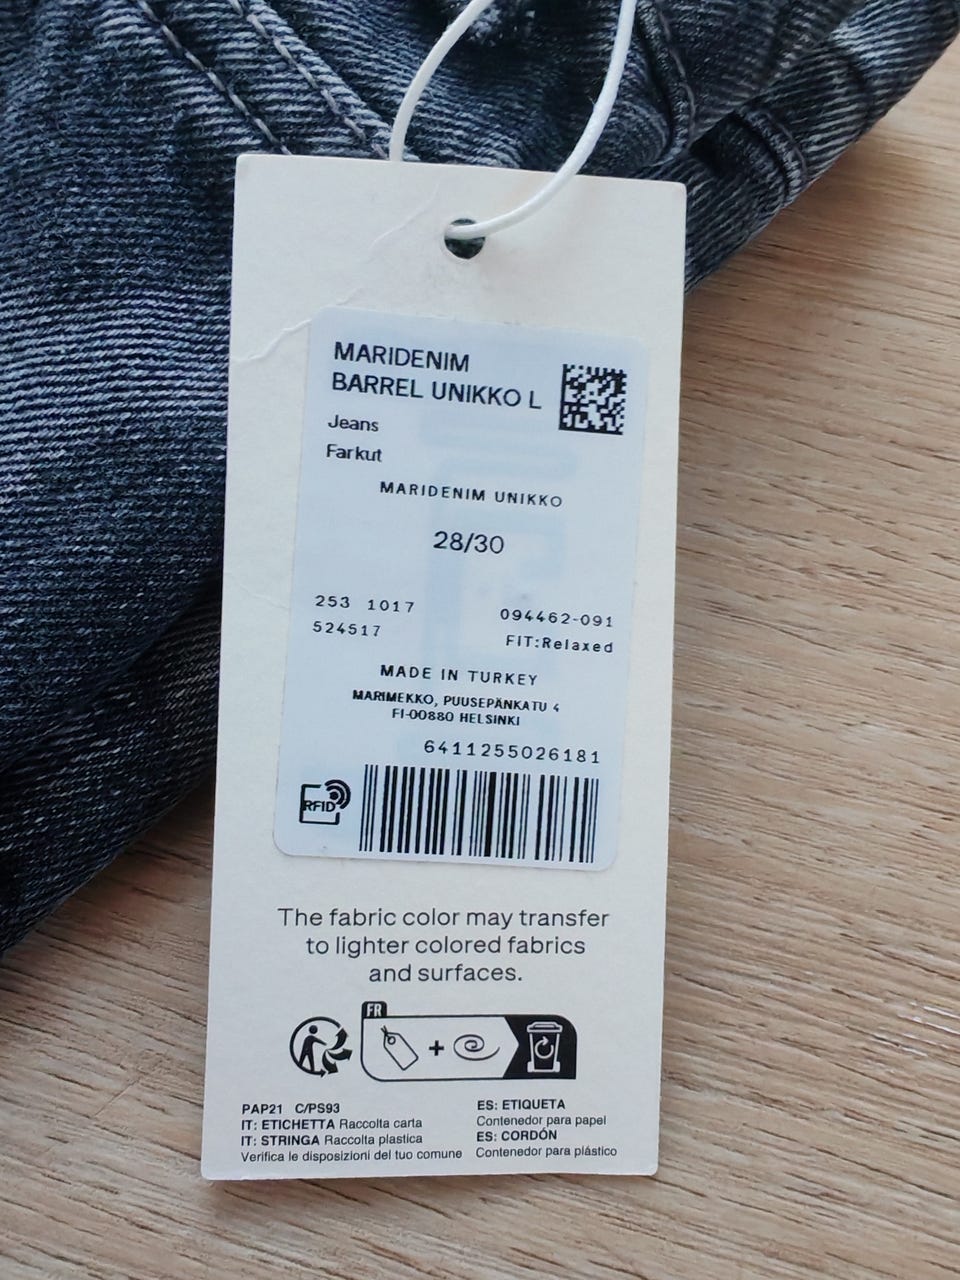 MARIDENIM
BARREL UNIKKO L
Jeans
Farkut
MARIDENIM UNIKKO
28/30
253 1017 094462-091
524517 FIT:Relaxed
MADE IN TURKEY
MARIMEKKO, PUUSEPÄNKATU 4
FI-00880 HELSINKI
6411255026181
RFID
The fabric color may transfer
to lighter colored fabrics
and surfaces.
FR
+
PAP21 C/PS93
IT: ETICHETTA Raccolta carta
IT: STRINGA Raccolta plastica
Verifica le disposizioni del tuo comune
ES: ETIQUETA
Contenedor para papel
ES: CORDÓN
Contenedor para plástico